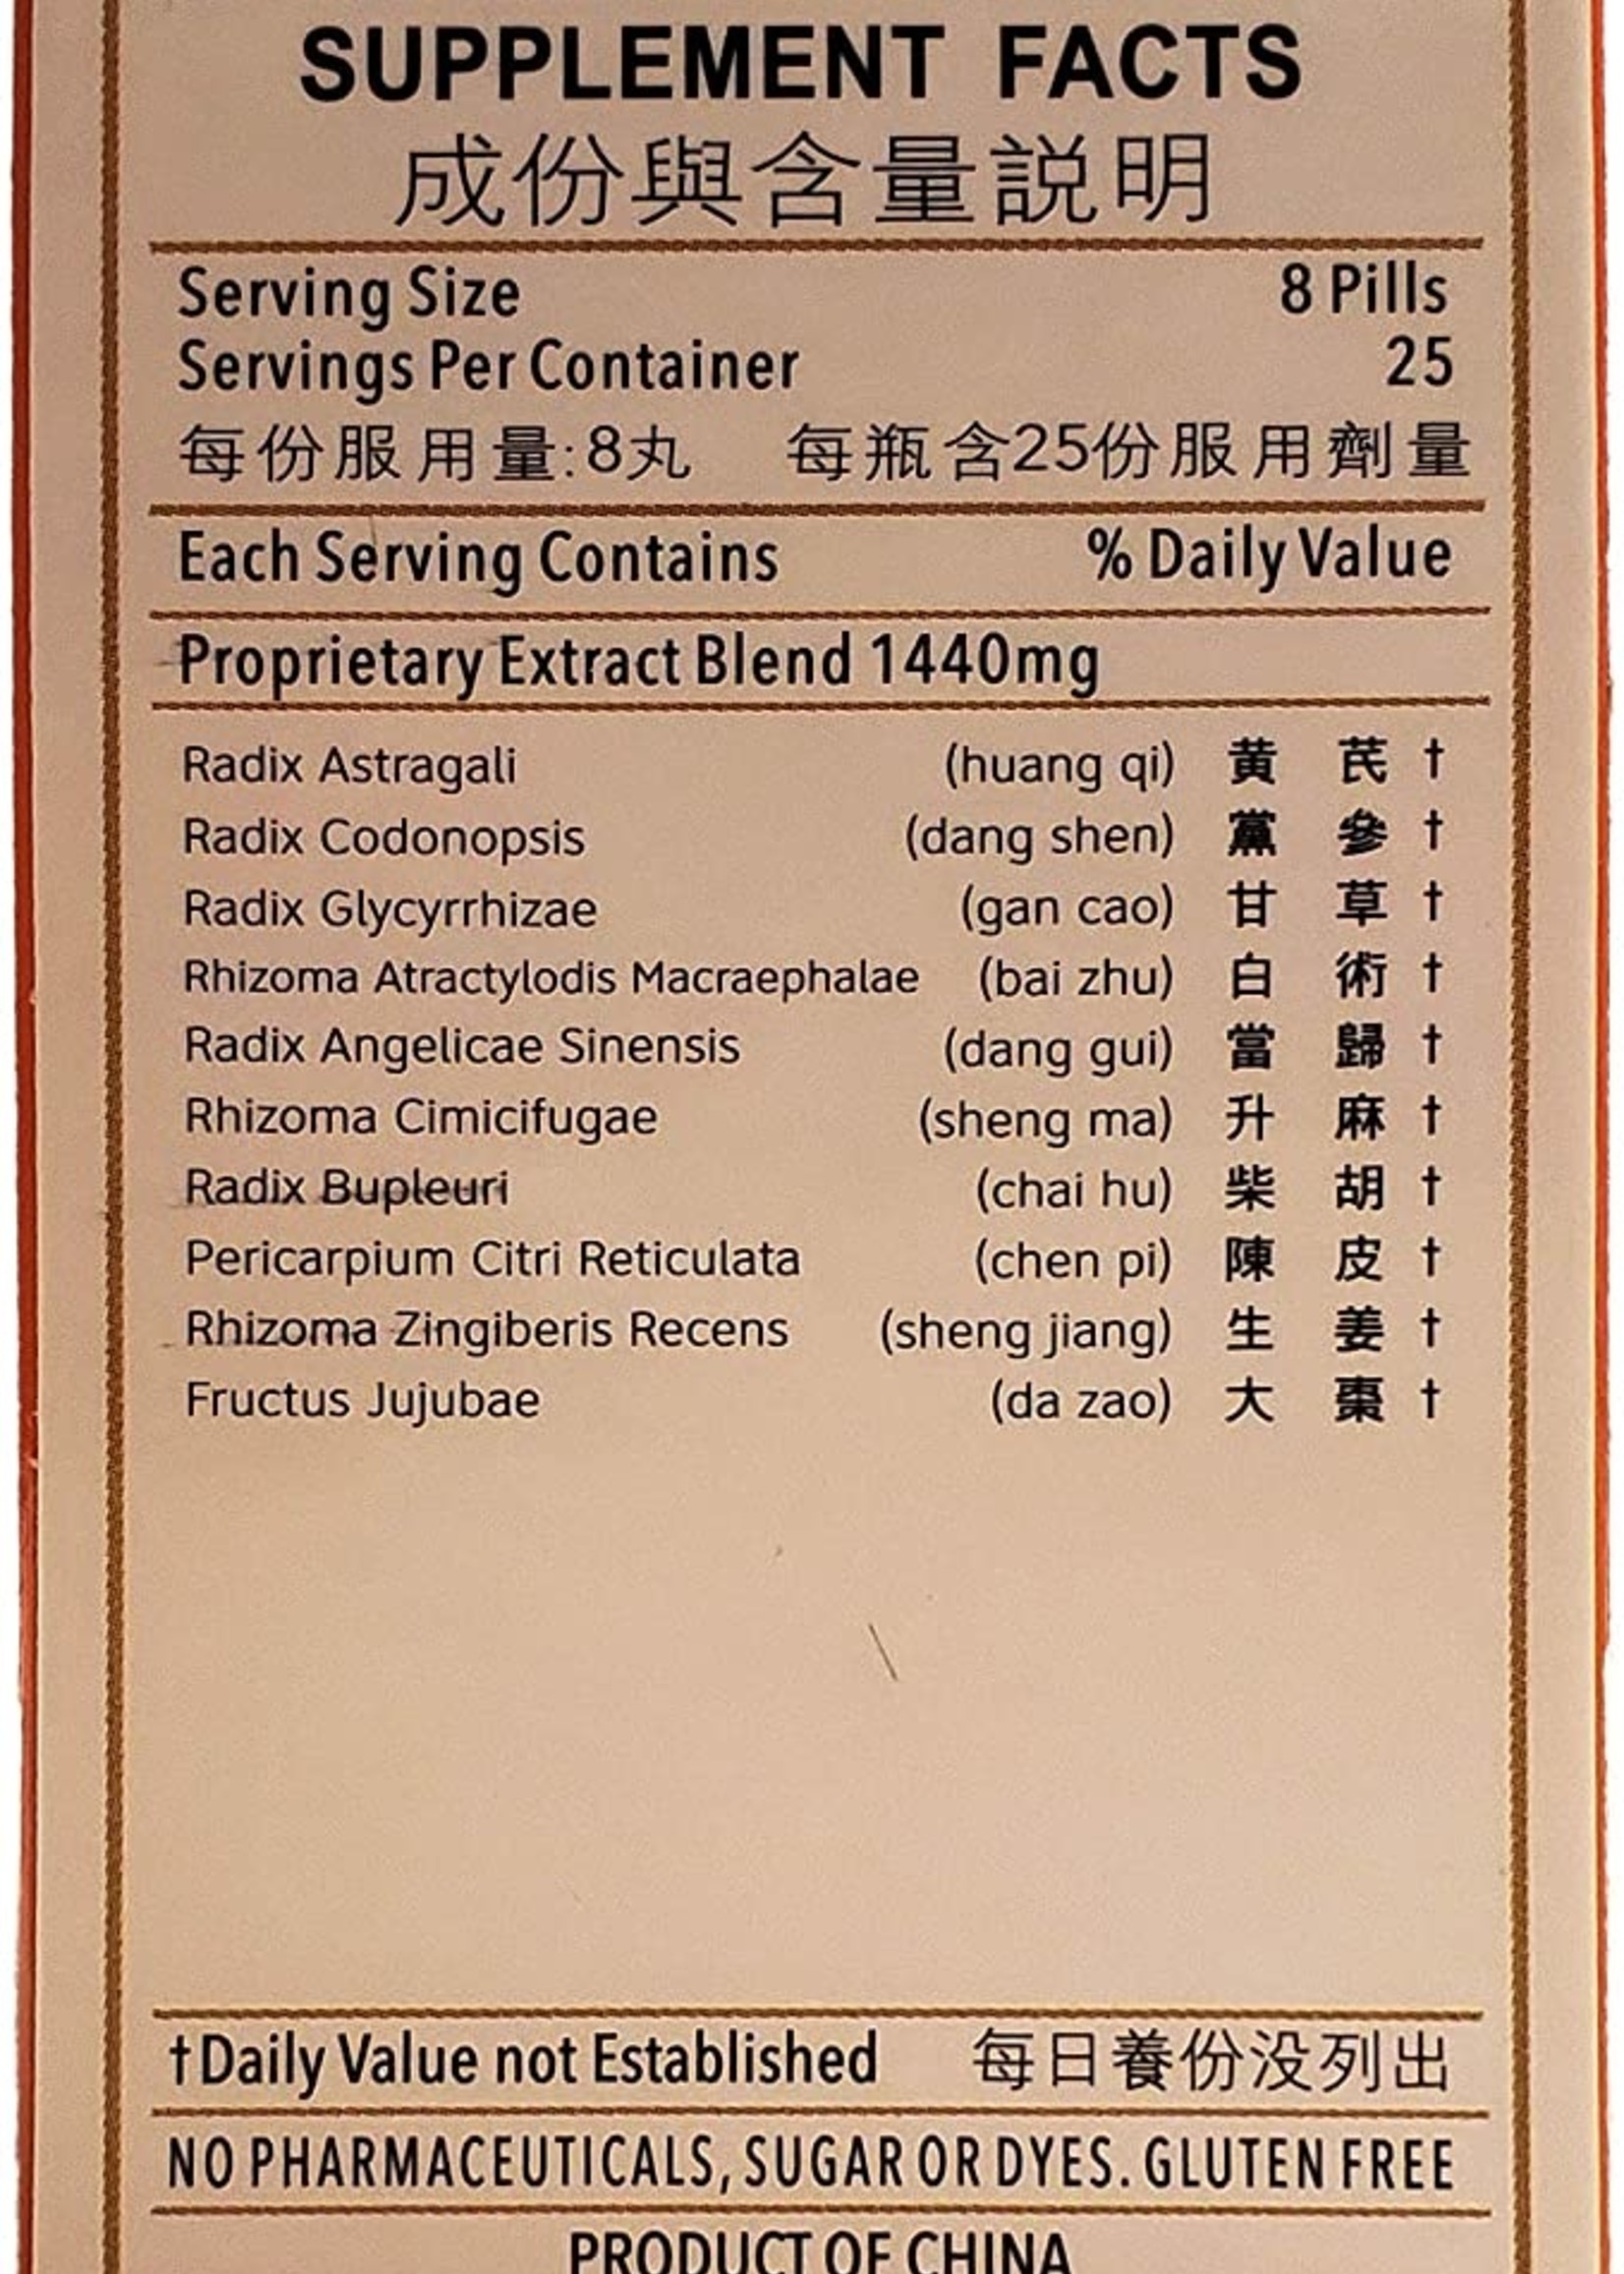 SUPPLEMENT FACTS
成份與含量説明
Serving Size 8 Pills
Servings Per Container 25
每份服用量:8丸 每瓶含25份服用劑量
Each Serving Contains % Daily Value
Proprietary Extract Blend 1440mg
Radix Astragali (huang qi) 黄 芪 †
Radix Codonopsis (dang shen) 黨 參 †
Radix Glycyrrhizae (gan cao) 甘 草 †
Rhizoma Atractylodis Macraephalae (bai zhu) 白 術 †
Radix Angelicae Sinensis (dang gui) 當 歸 †
Rhizoma Cimicifugae (sheng ma) 升 麻 †
Radix Bupleuri (chai hu) 柴 胡 †
Pericarpium Citri Reticulata (chen pi) 陳 皮 †
Rhizoma Zingiberis Recens (sheng jiang) 生 姜 †
Fructus Jujubae (da zao) 大 棗 †
†Daily Value not Established 每日養份没列出
NO PHARMACEUTICALS, SUGAR OR DYES. GLUTEN FREE
PRODUCT OF CHINA